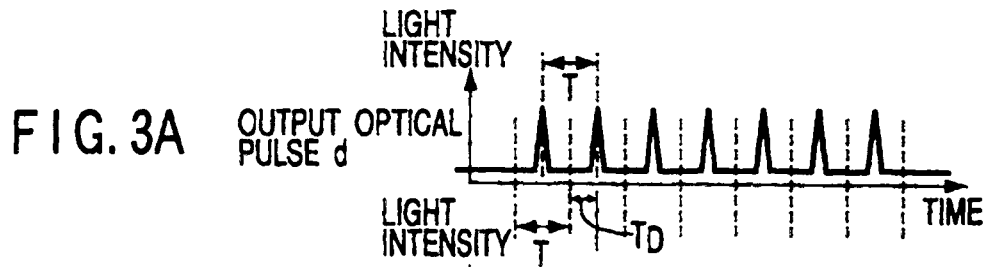 LIGHT
INTENSITY
T
FIG. 3A
OUTPUT OPTICAL
PULSE d
TIME
LIGHT
INTENSITY
T
TD